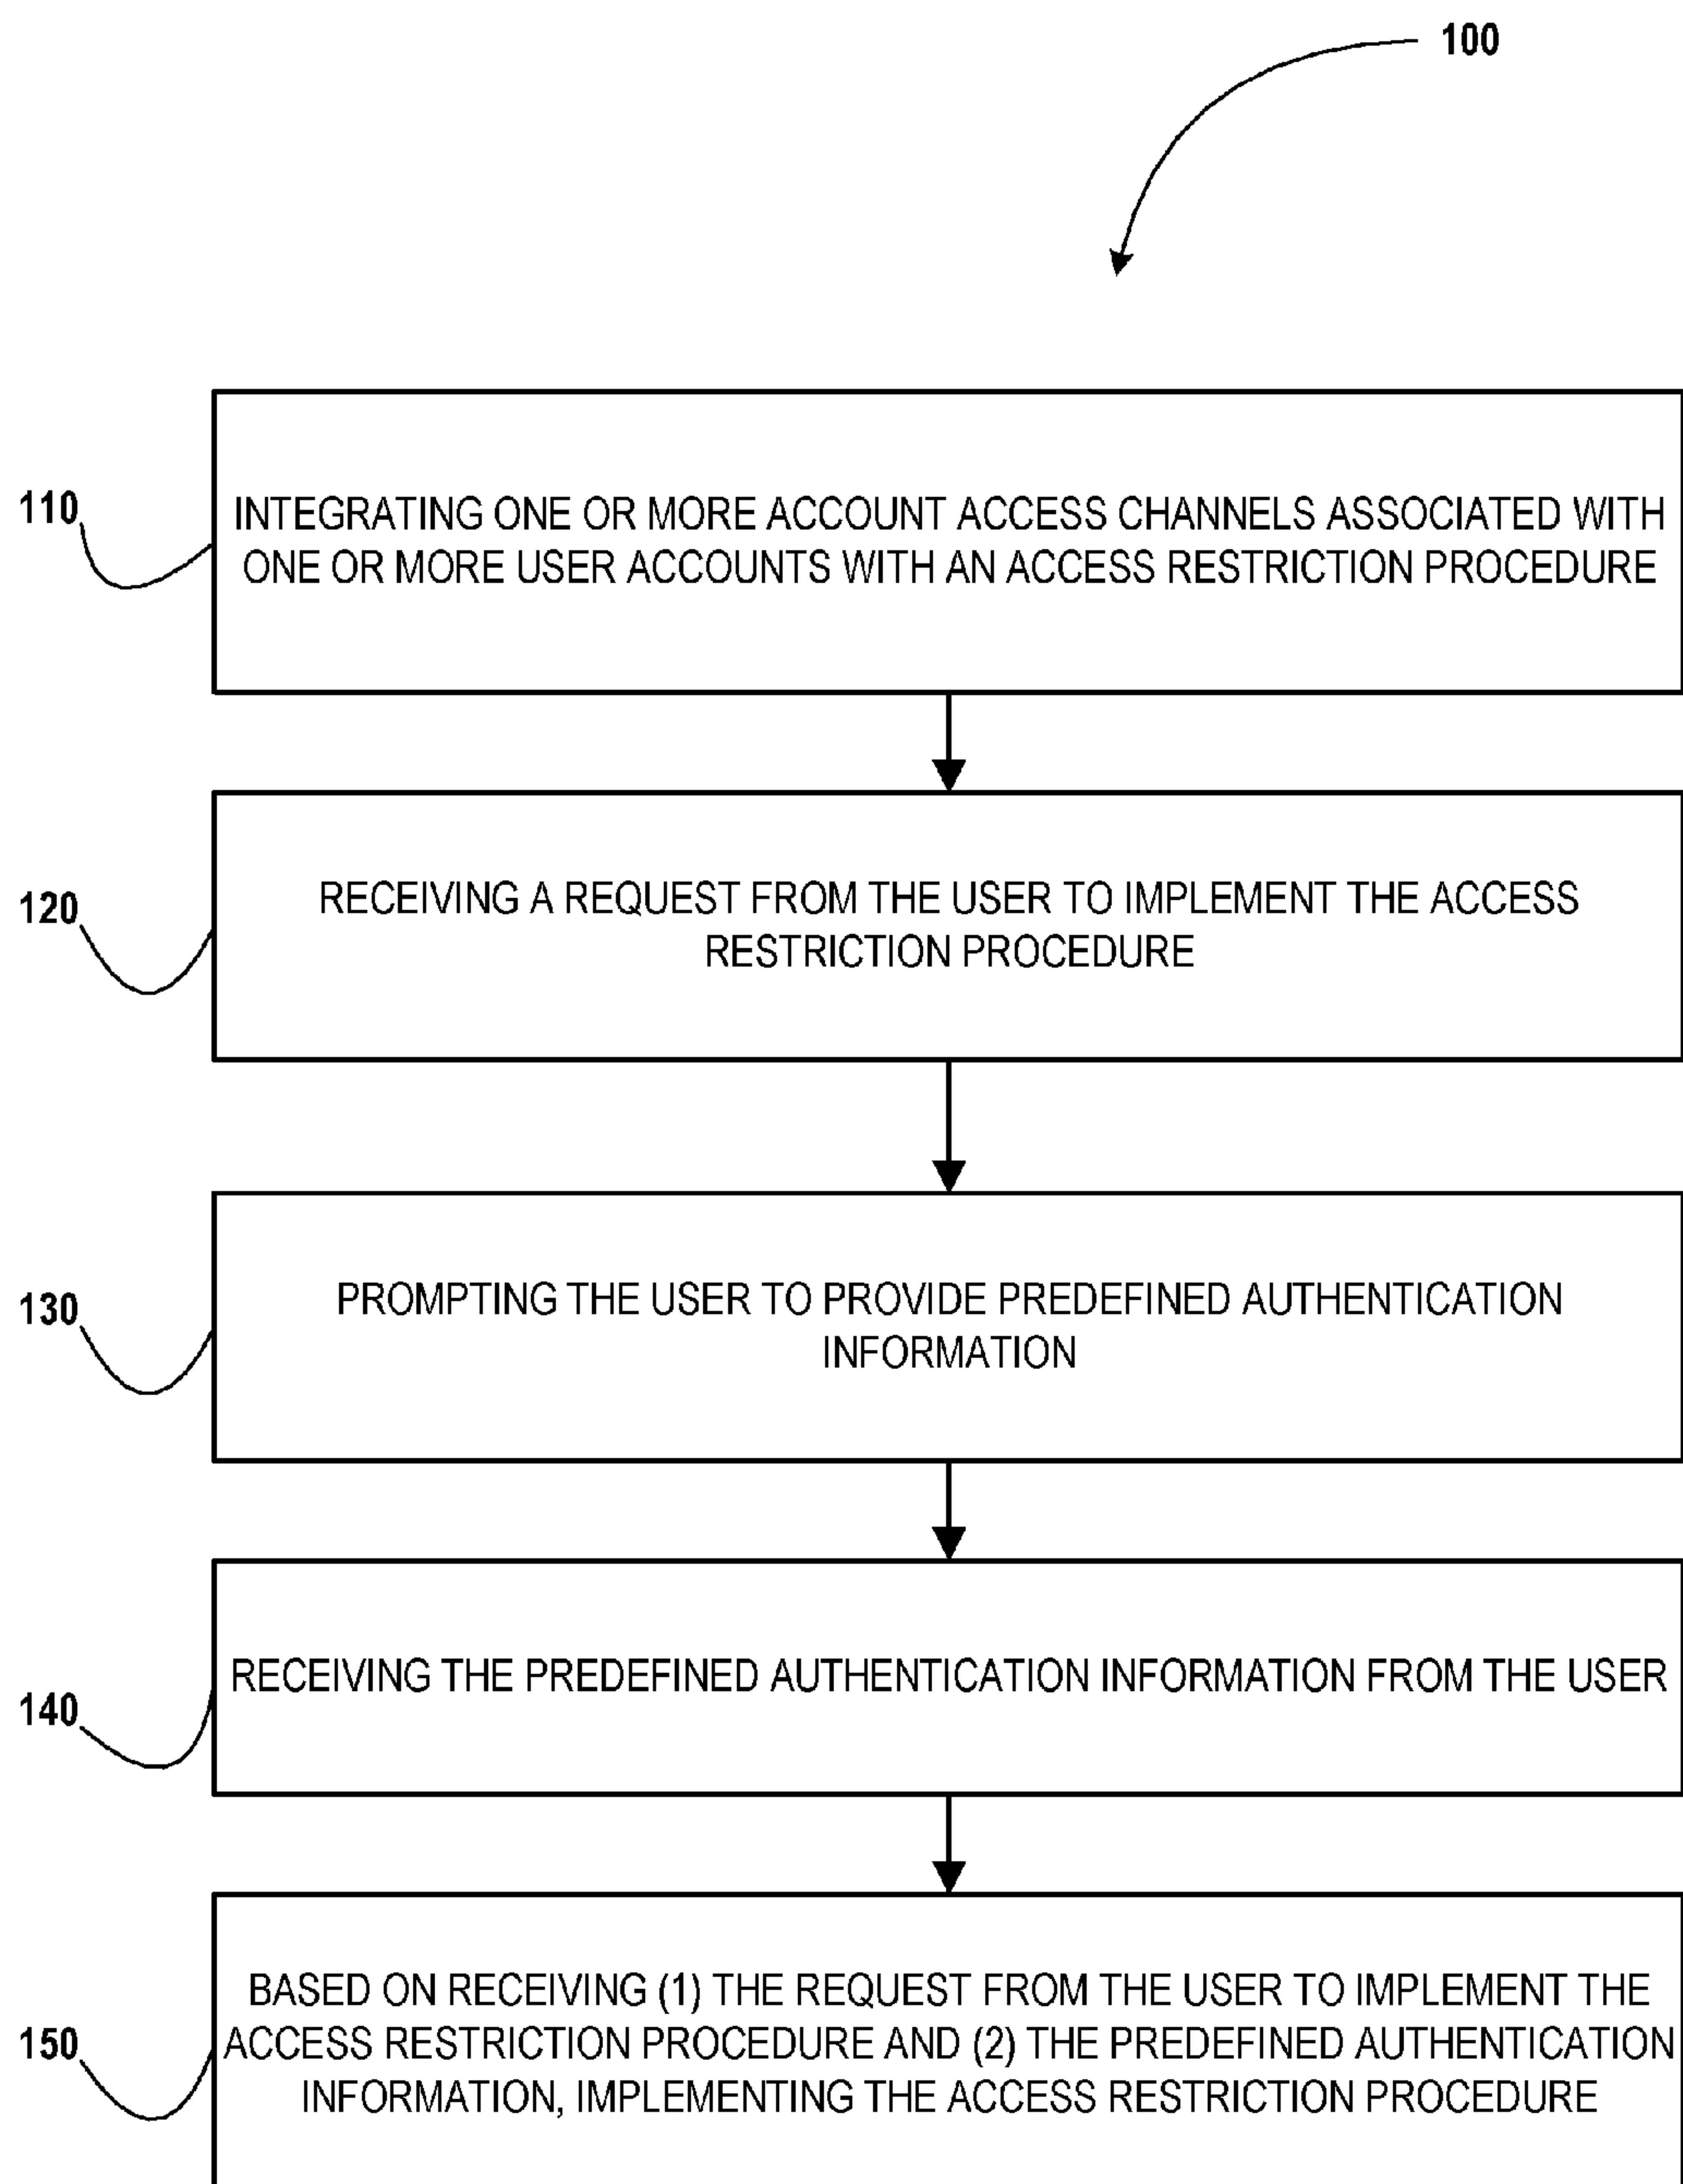 100
110
INTEGRATING ONE OR MORE ACCOUNT ACCESS CHANNELS ASSOCIATED WITH
ONE OR MORE USER ACCOUNTS WITH AN ACCESS RESTRICTION PROCEDURE
120
RECEIVING A REQUEST FROM THE USER TO IMPLEMENT THE ACCESS
RESTRICTION PROCEDURE
130
PROMPTING THE USER TO PROVIDE PREDEFINED AUTHENTICATION
INFORMATION
140
RECEIVING THE PREDEFINED AUTHENTICATION INFORMATION FROM THE USER
150
BASED ON RECEIVING (1) THE REQUEST FROM THE USER TO IMPLEMENT THE
ACCESS RESTRICTION PROCEDURE AND (2) THE PREDEFINED AUTHENTICATION
INFORMATION, IMPLEMENTING THE ACCESS RESTRICTION PROCEDURE